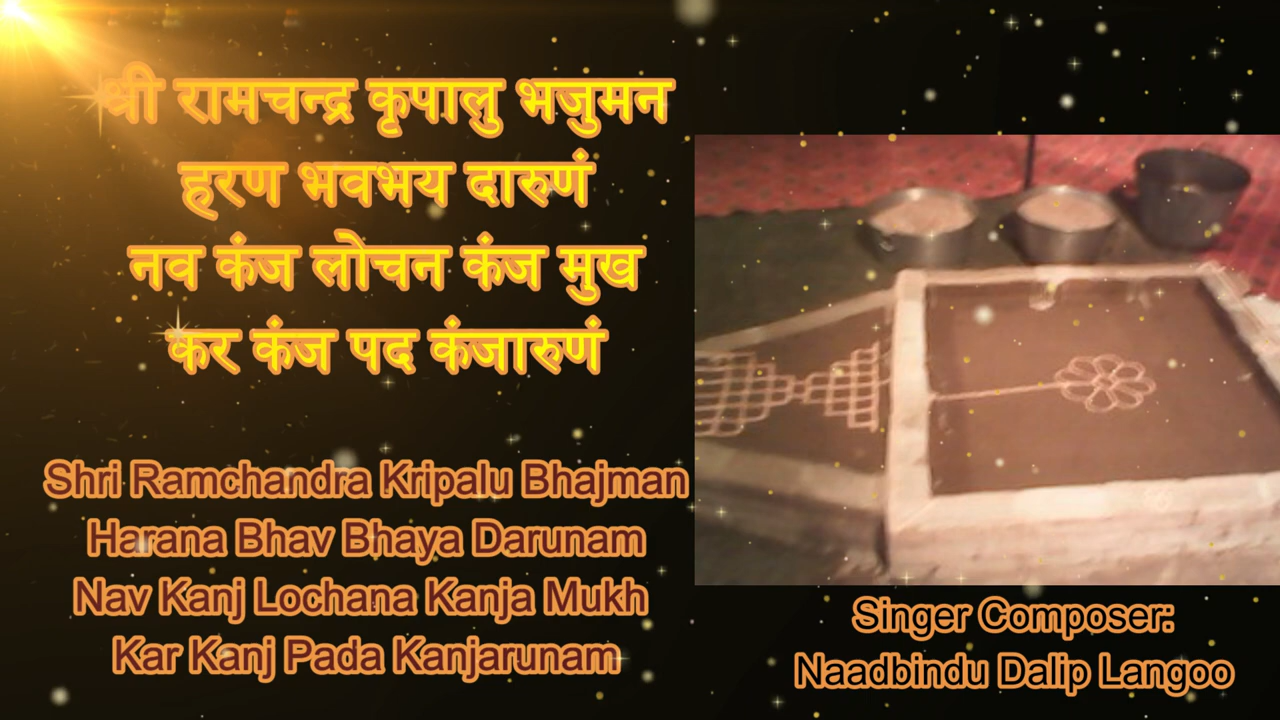 श्री रामचन्द्र कृपालु भजुमन
हरण भवभय दारुणं
नव कंज लोचन कंज मुख
कर कंज पद कंजारुणं
Shri Ramchandra Kripalu Bhajman
Harana Bhav Bhaya Darunam
Nav Kanj Lochana Kanja Mukh
Kar Kanj Pada Kanjarunam
Singer Composer:
Naadbindu Dalip Langoo